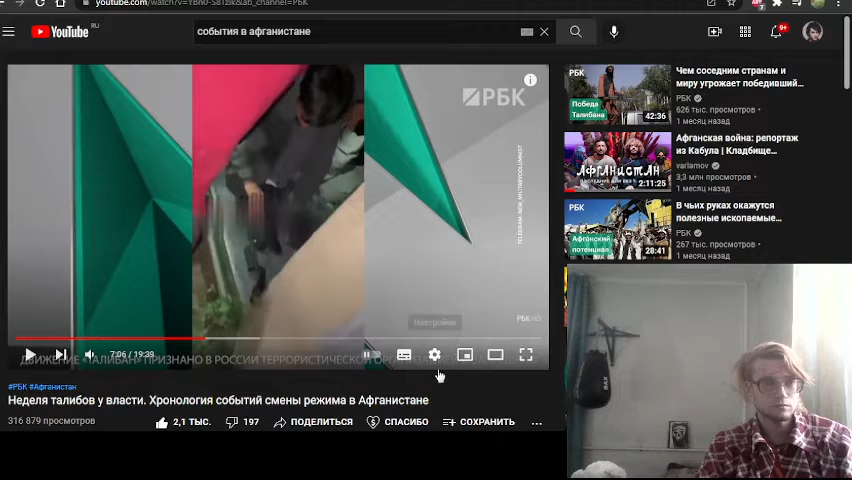 youtube.com/watch?v=
YouTube RU
события в афганистане
9+
РБК
TELEGRAM: NEW_MILITARYCOLUMNIST
РБК HD
Настройки
7:06 / 19:39
ДВИЖЕНИЕ «ТАЛИБАН» ПРИЗНАНО В РОССИИ ТЕРРОРИСТИЧЕСКОЙ
#РБК #Афганистан
Неделя талибов у власти. Хронология событий смены режима в Афганистане
316 879 просмотров
2,1 ТЫС.
197
ПОДЕЛИТЬСЯ
СПАСИБО
СОХРАНИТЬ
РБК
Победа
Талибана
42:36
Чем соседним странам и
миру угрожает победивший...
РБК
626 тыс. просмотров •
1 месяц назад
АФГАНИСТАН
2:11:25
Афганская война: репортаж
из Кабула | Кладбище...
varlamov
3,3 млн просмотров •
1 месяц назад
РБК
Афганский
потенциал
28:41
В чьих руках окажутся
полезные ископаемые...
РБК
267 тыс. просмотров •
1 месяц назад